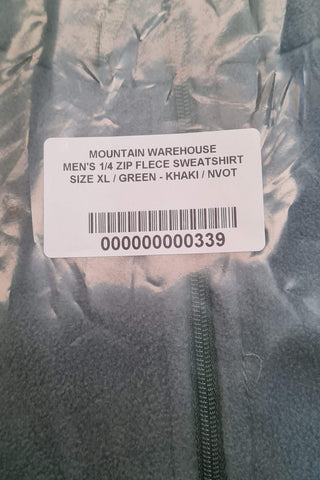 MOUNTAIN WAREHOUSE
MEN'S 1/4 ZIP FLECE SWEATSHIRT
SIZE XL / GREEN - KHAKI / NVOT
000000000339